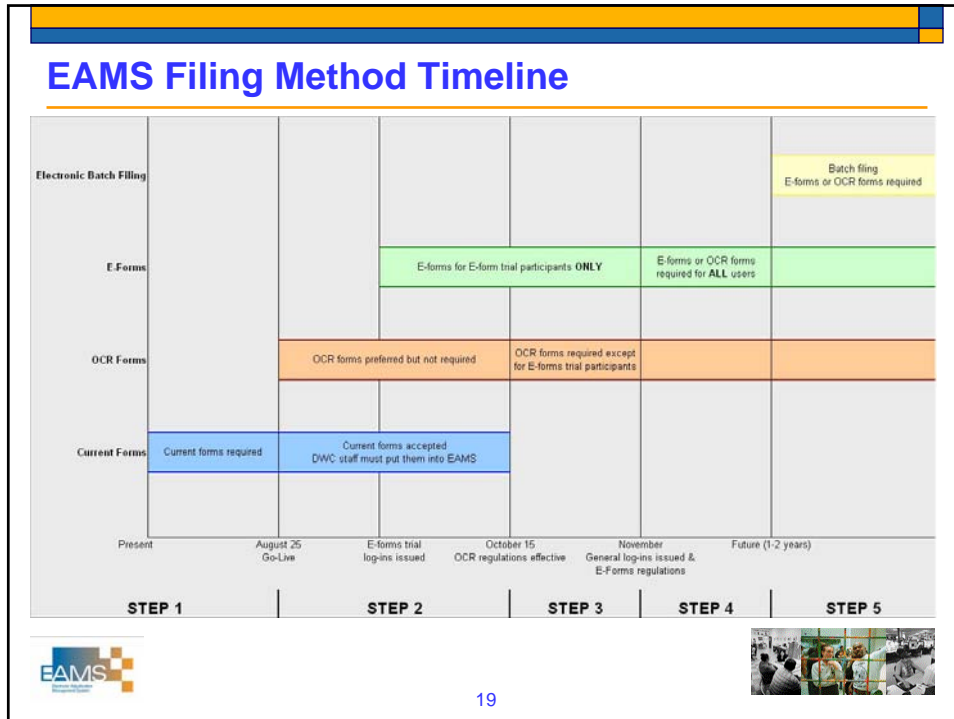 EAMS Filing Method Timeline
Electronic Batch Filing
Batch filing
E-forms or OCR forms required
E-Forms
E-forms for E-form trial participants ONLY
E-forms or OCR forms
required for ALL users
OCR Forms
OCR forms preferred but not required
OCR forms required except
for E-forms trial participants
Current Forms
Current forms required
Current forms accepted
DWC staff must put them into EAMS
Present
August 25
Go-Live
E-forms trial
log-ins issued
October 15
OCR regulations effective
November
General log-ins issued &
E-Forms regulations
Future (1-2 years)
STEP 1
STEP 2
STEP 3
STEP 4
STEP 5
EAMS
Electronic Adjudication
Management System
19